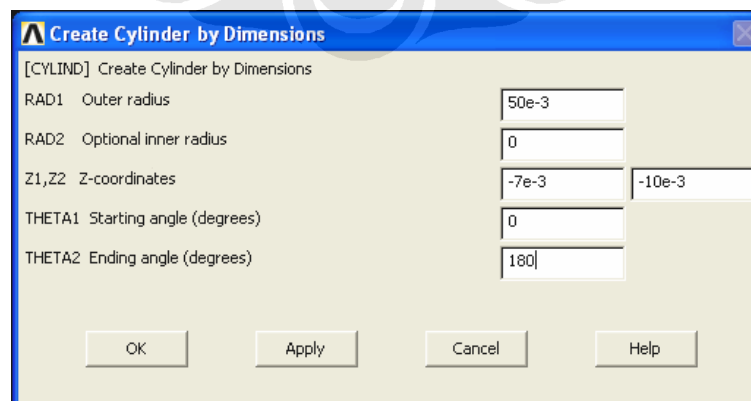 Create Cylinder by Dimensions
[CYLIND] Create Cylinder by Dimensions
RAD1 Outer radius 50e-3
RAD2 Optional inner radius 0
Z1,Z2 Z-coordinates -7e-3 -10e-3
THETA1 Starting angle (degrees) 0
THETA2 Ending angle (degrees) 180
OK Apply Cancel Help